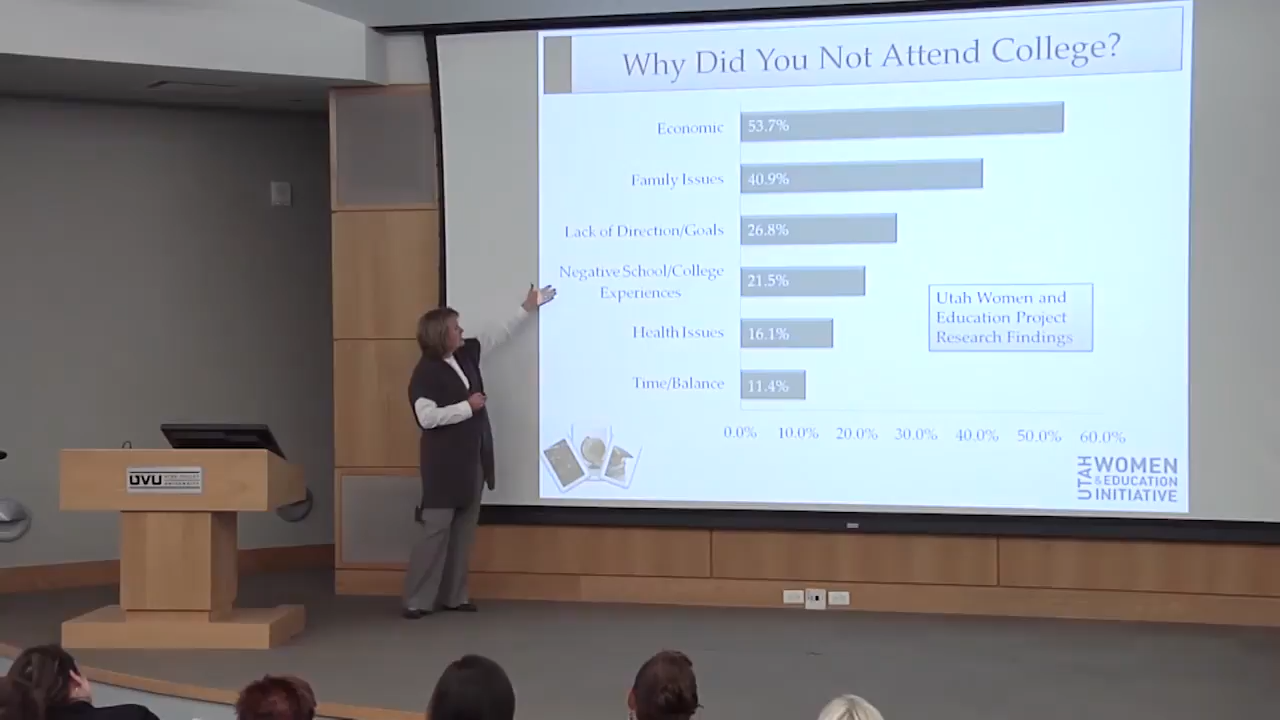 Why Did You Not Attend College?
Economic
53.7%
Family Issues
40.9%
Lack of Direction/Goals
26.8%
Negative School/College
Experiences
21.5%
Health Issues
16.1%
Time/Balance
11.4%
Utah Women and
Education Project
Research Findings
0.0% 10.0% 20.0% 30.0% 40.0% 50.0% 60.0%
UTAH
WOMEN
& EDUCATION
INITIATIVE
UVU
UNIVERSITY